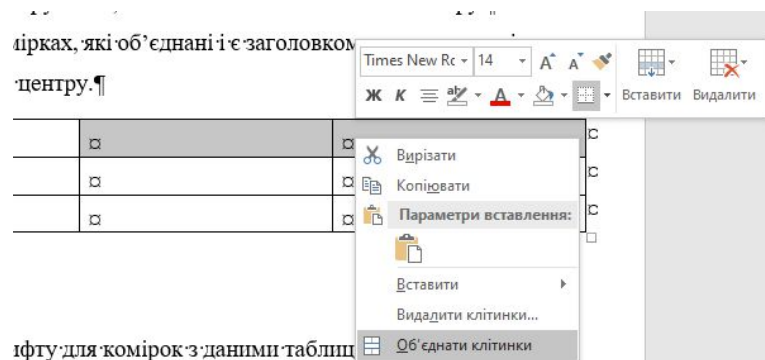 мірках, які об’єднані і є заголовком
центру.¶
Times New Rc 14
Ж К
Вставити Видалити
Вирізати
Копіювати
Параметри вставлення:
Вставити
Видалити клітинки...
Об'єднати клітинки
ифту для комірок з даними таблиц